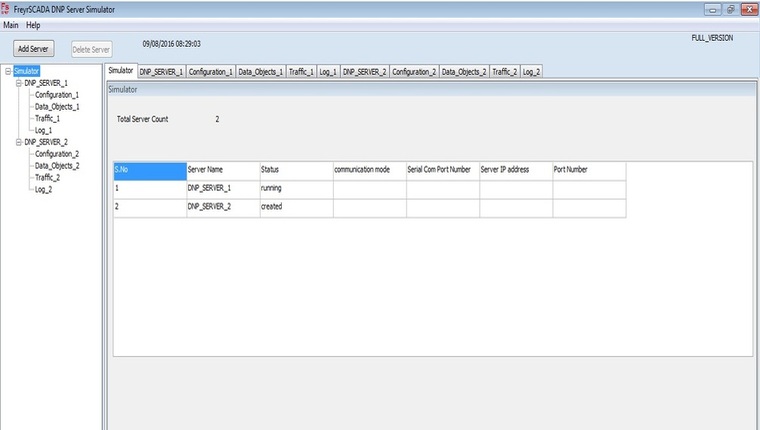 FS
DNP
FreyrSCADA DNP Server Simulator
Main Help
Add Server
Delete Server
09/08/2016 08:29:03
FULL_VERSION
Simulator
DNP_SERVER_1
Configuration_1
Data_Objects_1
Traffic_1
Log_1
DNP_SERVER_2
Configuration_2
Data_Objects_2
Traffic_2
Log_2
Simulator DNP_SERVER_1 Configuration_1 Data_Objects_1 Traffic_1 Log_1 DNP_SERVER_2 Configuration_2 Data_Objects_2 Traffic_2 Log_2
Simulator
Total Server Count 2
S.No Server Name Status communication mode Serial Com Port Number Server IP address Port Number
1 DNP_SERVER_1 running
2 DNP_SERVER_2 created